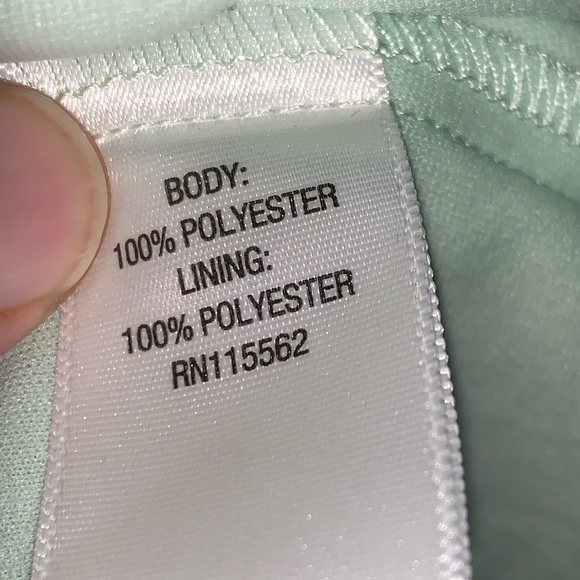 BODY:
100% POLYESTER
LINING:
100% POLYESTER
RN115562